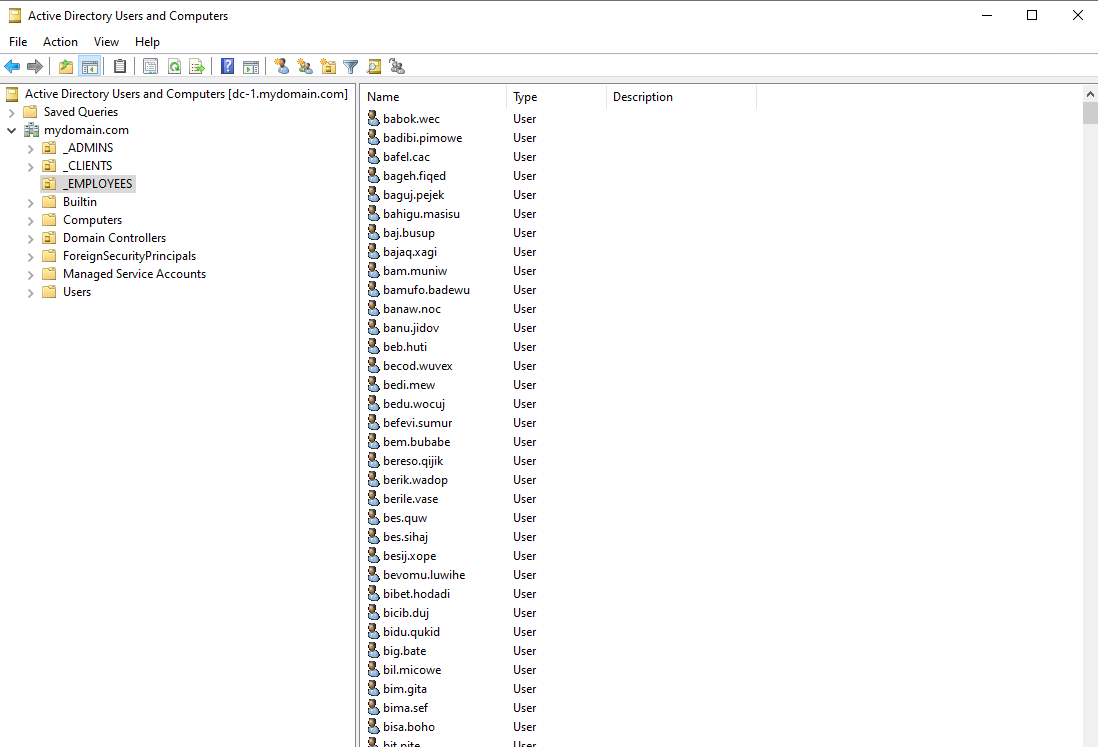 Active Directory Users and Computers
File Action View Help
Active Directory Users and Computers [dc-1.mydomain.com]
Saved Queries
mydomain.com
_ADMINS
_CLIENTS
_EMPLOYEES
Builtin
Computers
Domain Controllers
ForeignSecurityPrincipals
Managed Service Accounts
Users
Name Type Description
babok.wec User
badibi.pimowe User
bafel.cac User
bageh.fiqed User
baguj.pejek User
bahigu.masisu User
baj.busup User
bajaq.xagi User
bam.muniw User
bamufo.badewu User
banaw.noc User
banu.jidov User
beb.huti User
becod.wuvex User
bedi.mew User
bedu.wocuj User
befevi.sumur User
bem.bubabe User
bereso.qijik User
berik.wadop User
berile.vase User
bes.quw User
bes.sihaj User
besij.xope User
bevomu.luwihe User
bibet.hodadi User
bicib.duj User
bidu.qukid User
big.bate User
bil.micowe User
bim.gita User
bima.sef User
bisa.boho User
bit.nite User